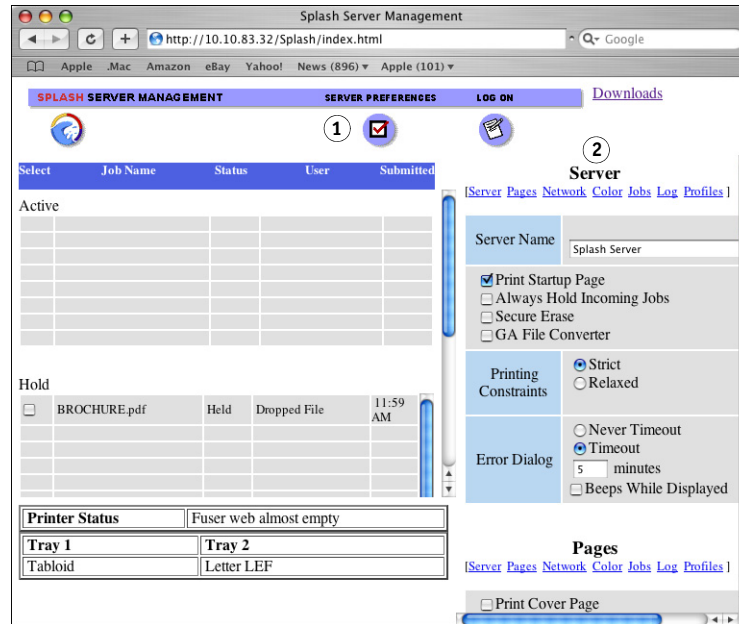 Splash Server Management
http://10.10.83.32/Splash/index.html
Google
Apple .Mac Amazon eBay Yahoo! News (896) ▾ Apple (101) ▾
SPLASH SERVER MANAGEMENT SERVER PREFERENCES LOG ON Downloads
1
2
Select Job Name Status User Submitted
Active
Hold
BROCHURE.pdf Held Dropped File 11:59 AM
Printer Status Fuser web almost empty
Tray 1 Tray 2
Tabloid Letter LEF
Server
[Server Pages Network Color Jobs Log Profiles ]
Server Name Splash Server
Print Startup Page
Always Hold Incoming Jobs
Secure Erase
GA File Converter
Printing Constraints
Strict
Relaxed
Error Dialog
Never Timeout
Timeout
5 minutes
Beeps While Displayed
Pages
[Server Pages Network Color Jobs Log Profiles ]
Print Cover Page